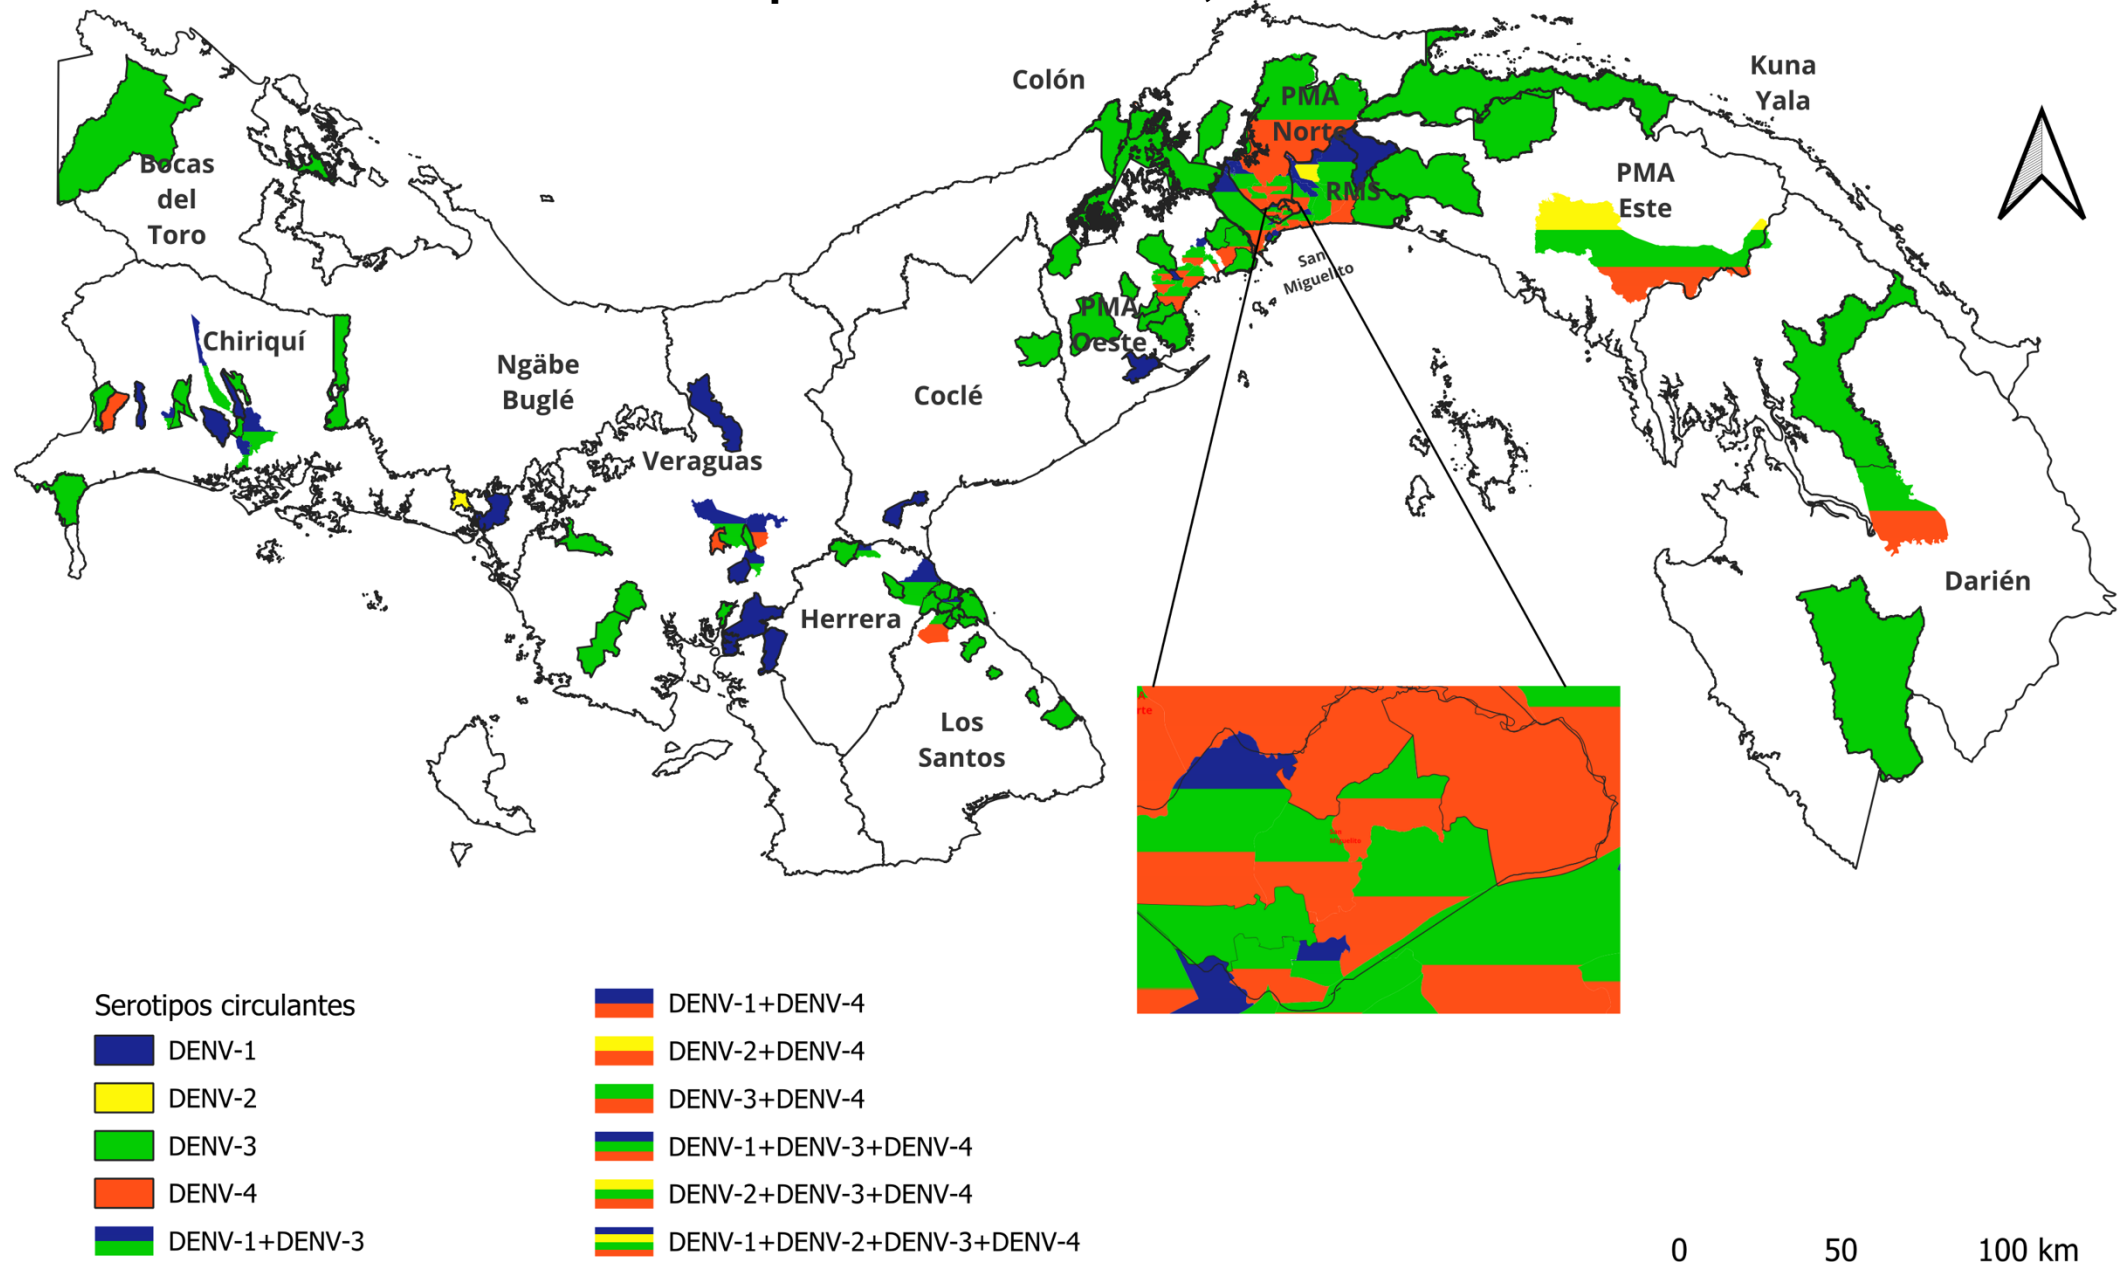 Colón
Kuna
Yala
PMA
Norte
Bocas
del
Toro
RMS
PMA
Este
San
Miguelito
PMA
Oeste
Chiriquí
Ngäbe
Buglé
Coclé
Veraguas
Herrera
Darién
Los
Santos
A
rte
San
Miguelito
Serotipos circulantes
DENV-1
DENV-2
DENV-3
DENV-4
DENV-1+DENV-3
DENV-1+DENV-4
DENV-2+DENV-4
DENV-3+DENV-4
DENV-1+DENV-3+DENV-4
DENV-2+DENV-3+DENV-4
DENV-1+DENV-2+DENV-3+DENV-4
0 50 100 km